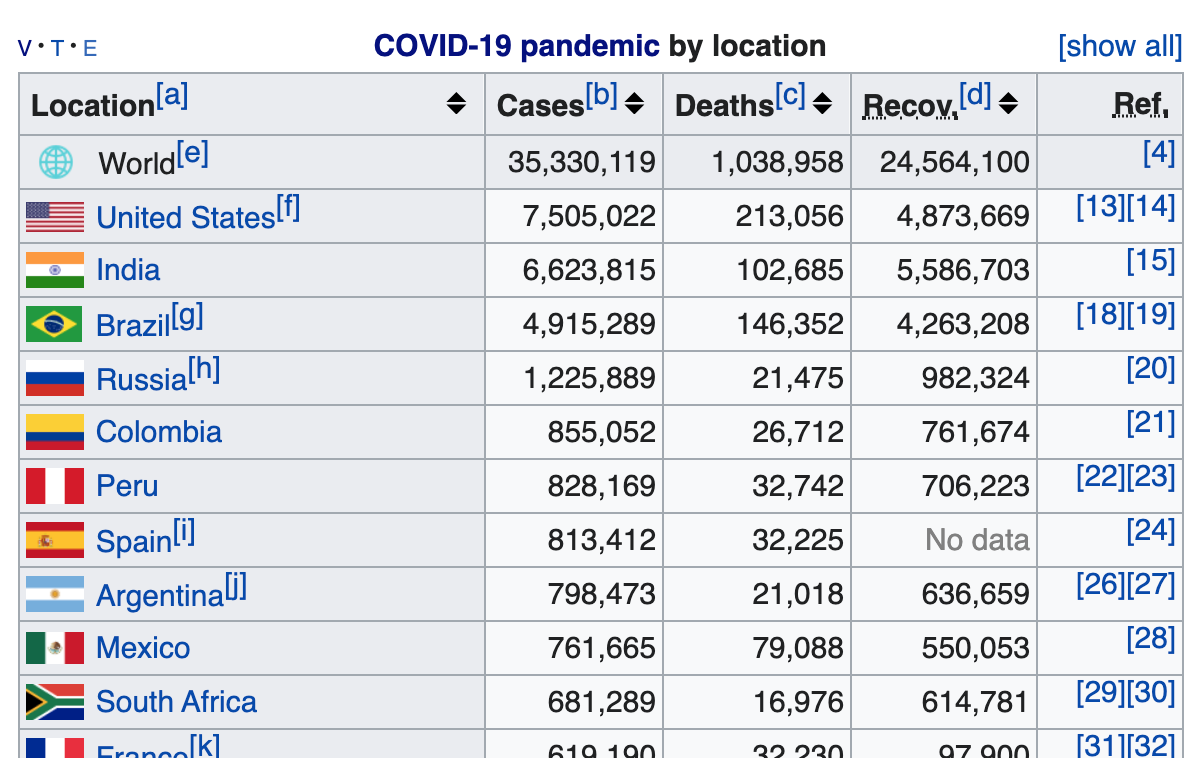 V · T · E COVID-19 pandemic by location [show all]
Location[a] Cases[b] Deaths[c] Recov.[d] Ref.
World[e] 35,330,119 1,038,958 24,564,100 [4]
United States[f] 7,505,022 213,056 4,873,669 [13][14]
India 6,623,815 102,685 5,586,703 [15]
Brazil[g] 4,915,289 146,352 4,263,208 [18][19]
Russia[h] 1,225,889 21,475 982,324 [20]
Colombia 855,052 26,712 761,674 [21]
Peru 828,169 32,742 706,223 [22][23]
Spain[i] 813,412 32,225 No data [24]
Argentina[j] 798,473 21,018 636,659 [26][27]
Mexico 761,665 79,088 550,053 [28]
South Africa 681,289 16,976 614,781 [29][30]
France[k] 619,190 32,230 97,900 [31][32]